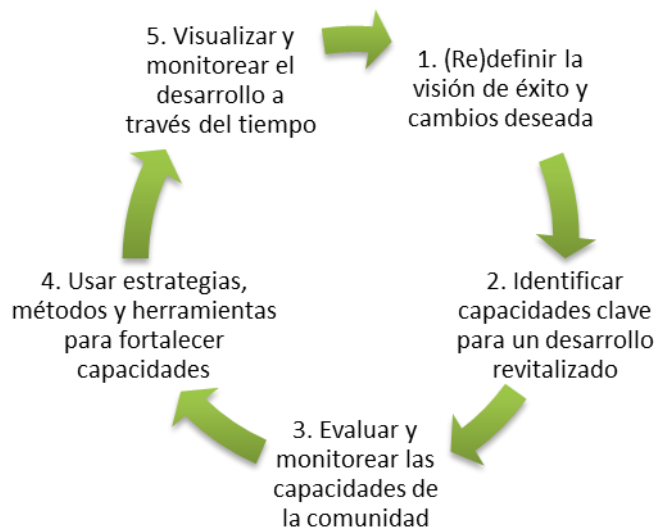 1. (Re)definir la
visión de éxito y
cambios deseada
2. Identificar
capacidades clave
para un desarrollo
revitalizado
3. Evaluar y
monitorear las
capacidades de
la comunidad
4. Usar estrategias,
métodos y herramientas
para fortalecer
capacidades
5. Visualizar y
monitorear el
desarrollo a
través del tiempo